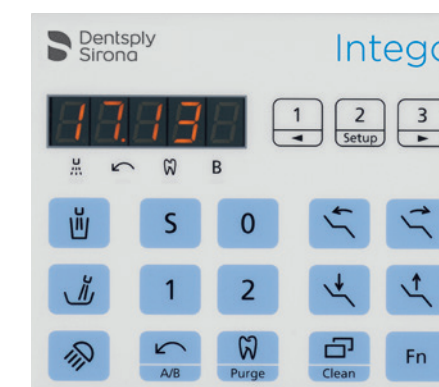 Dentsply
Sirona
Intego
17.13
1 2 3
Setup
B
S 0
1 2
A/B Purge Clean Fn